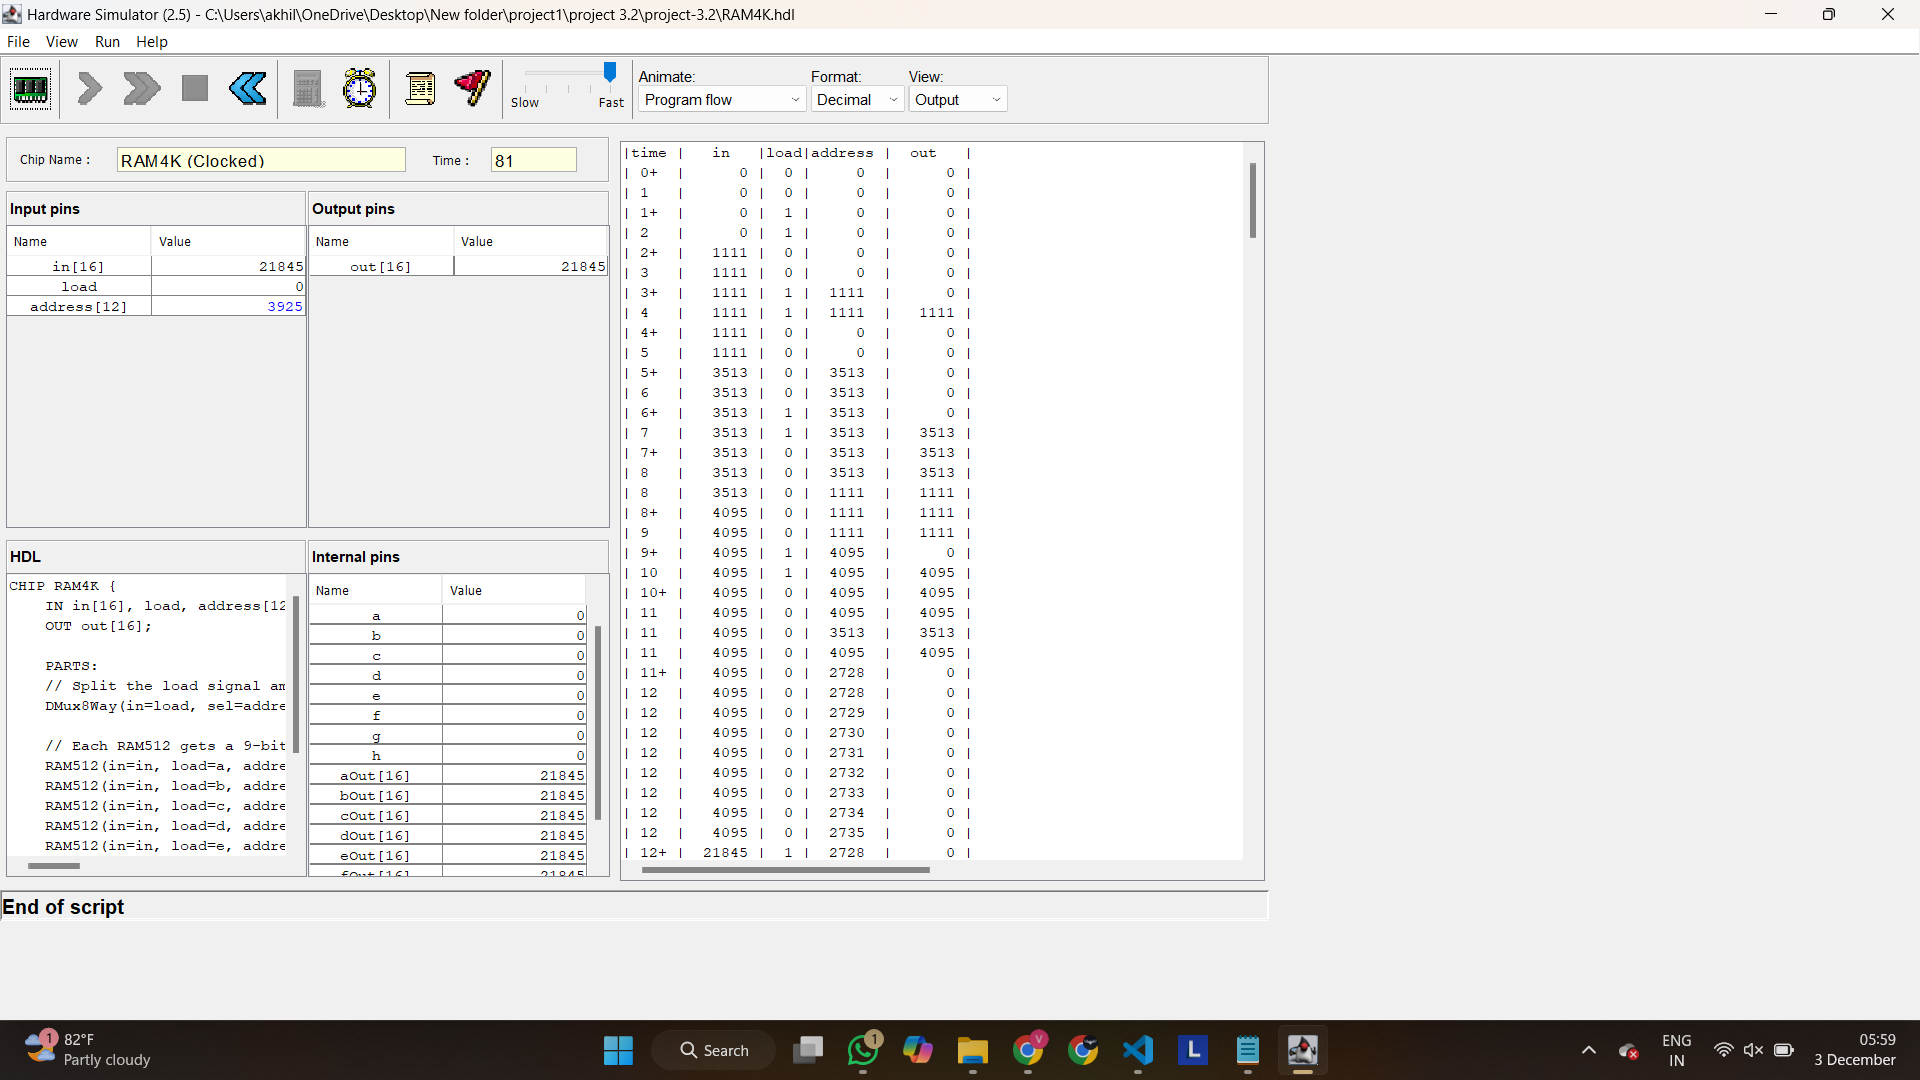 Hardware Simulator (2.5) - C:\Users\akhil\OneDrive\Desktop\New folder\project1\project 3.2\project-3.2\RAM4K.hdl
File View Run Help
Animate: Format: View:
Slow Fast Program flow Decimal Output
Chip Name : RAM4K (Clocked) Time : 81
Input pins
Name Value
in[16] 21845
load 0
address[12] 3925
Output pins
Name Value
out[16] 21845
HDL
CHIP RAM4K {
IN in[16], load, address[12
OUT out[16];
PARTS:
// Split the load signal am
DMux8Way(in=load, sel=addre
// Each RAM512 gets a 9-bit
RAM512(in=in, load=a, addre
RAM512(in=in, load=b, addre
RAM512(in=in, load=c, addre
RAM512(in=in, load=d, addre
RAM512(in=in, load=e, addre
Internal pins
Name Value
a 0
b 0
c 0
d 0
e 0
f 0
g 0
h 0
aOut[16] 21845
bOut[16] 21845
cOut[16] 21845
dOut[16] 21845
eOut[16] 21845
fOut[16] 21845
|time | in |load|address | out |
| 0+ | 0 | 0 | 0 | 0 |
| 1 | 0 | 0 | 0 | 0 |
| 1+ | 0 | 1 | 0 | 0 |
| 2 | 0 | 1 | 0 | 0 |
| 2+ | 1111 | 0 | 0 | 0 |
| 3 | 1111 | 0 | 0 | 0 |
| 3+ | 1111 | 1 | 1111 | 0 |
| 4 | 1111 | 1 | 1111 | 1111 |
| 4+ | 1111 | 0 | 0 | 0 |
| 5 | 1111 | 0 | 0 | 0 |
| 5+ | 3513 | 0 | 3513 | 0 |
| 6 | 3513 | 0 | 3513 | 0 |
| 6+ | 3513 | 1 | 3513 | 0 |
| 7 | 3513 | 1 | 3513 | 3513 |
| 7+ | 3513 | 0 | 3513 | 3513 |
| 8 | 3513 | 0 | 3513 | 3513 |
| 8 | 3513 | 0 | 1111 | 1111 |
| 8+ | 4095 | 0 | 1111 | 1111 |
| 9 | 4095 | 0 | 1111 | 1111 |
| 9+ | 4095 | 1 | 4095 | 0 |
| 10 | 4095 | 1 | 4095 | 4095 |
| 10+ | 4095 | 0 | 4095 | 4095 |
| 11 | 4095 | 0 | 4095 | 4095 |
| 11 | 4095 | 0 | 3513 | 3513 |
| 11 | 4095 | 0 | 4095 | 4095 |
| 11+ | 4095 | 0 | 2728 | 0 |
| 12 | 4095 | 0 | 2728 | 0 |
| 12 | 4095 | 0 | 2729 | 0 |
| 12 | 4095 | 0 | 2730 | 0 |
| 12 | 4095 | 0 | 2731 | 0 |
| 12 | 4095 | 0 | 2732 | 0 |
| 12 | 4095 | 0 | 2733 | 0 |
| 12 | 4095 | 0 | 2734 | 0 |
| 12 | 4095 | 0 | 2735 | 0 |
| 12+ | 21845 | 1 | 2728 | 0 |
End of script
1 82°F
Partly cloudy
Search
1
V
L
ENG
IN
05:59
3 December